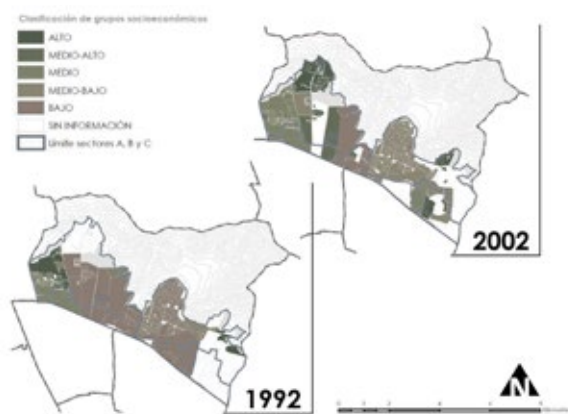 Clasificación de grupos socioeconómicos
ALTO
MEDIO-ALTO
MEDIO
MEDIO-BAJO
BAJO
SIN INFORMACIÓN
Límite sectores A, B y C
2002
1992
N